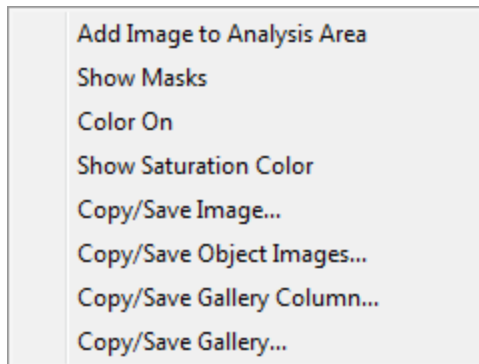 Add Image to Analysis Area
Show Masks
Color On
Show Saturation Color
Copy/Save Image...
Copy/Save Object Images...
Copy/Save Gallery Column...
Copy/Save Gallery...